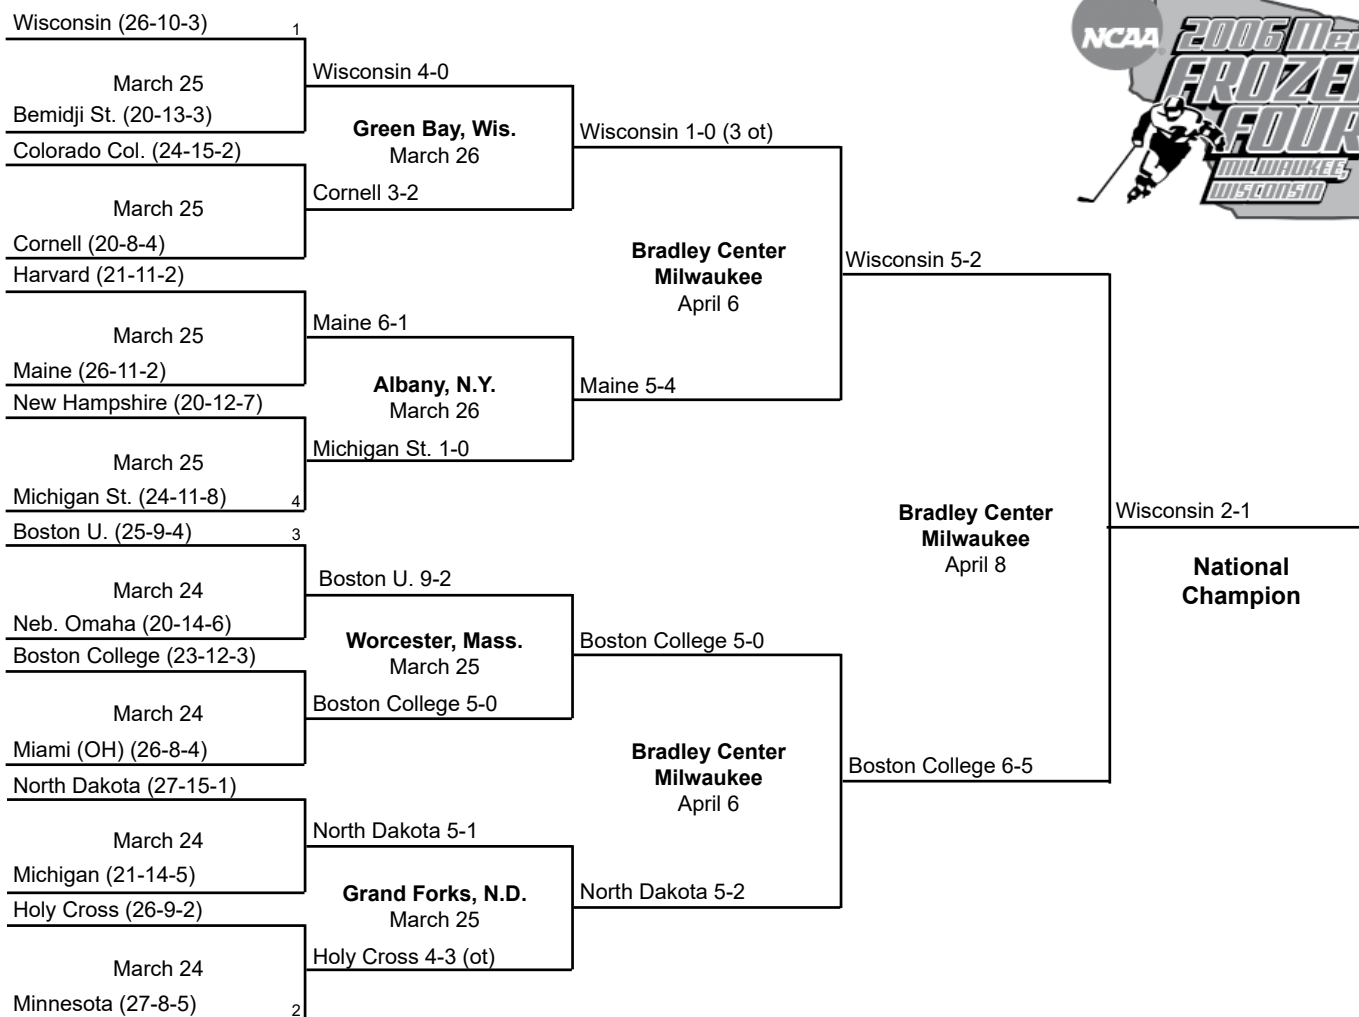 Wisconsin (26-10-3)
1
March 25
Bemidji St. (20-13-3)
Colorado Col. (24-15-2)
March 25
Cornell (20-8-4)
Harvard (21-11-2)
March 25
Maine (26-11-2)
New Hampshire (20-12-7)
March 25
Michigan St. (24-11-8)
4
Boston U. (25-9-4)
3
March 24
Neb. Omaha (20-14-6)
Boston College (23-12-3)
March 24
Miami (OH) (26-8-4)
North Dakota (27-15-1)
March 24
Michigan (21-14-5)
Holy Cross (26-9-2)
March 24
Minnesota (27-8-5)
2
Wisconsin 4-0
Green Bay, Wis.
March 26
Cornell 3-2
Maine 6-1
Albany, N.Y.
March 26
Michigan St. 1-0
Boston U. 9-2
Worcester, Mass.
March 25
Boston College 5-0
North Dakota 5-1
Grand Forks, N.D.
March 25
Holy Cross 4-3 (ot)
Wisconsin 1-0 (3 ot)
Bradley Center
Milwaukee
April 6
Maine 5-4
Boston College 5-0
Bradley Center
Milwaukee
April 6
North Dakota 5-2
Wisconsin 5-2
Bradley Center
Milwaukee
April 8
Boston College 6-5
Wisconsin 2-1
National
Champion
NCAA
2006
FOUR
MILWAUKEE,
WISCONSIN